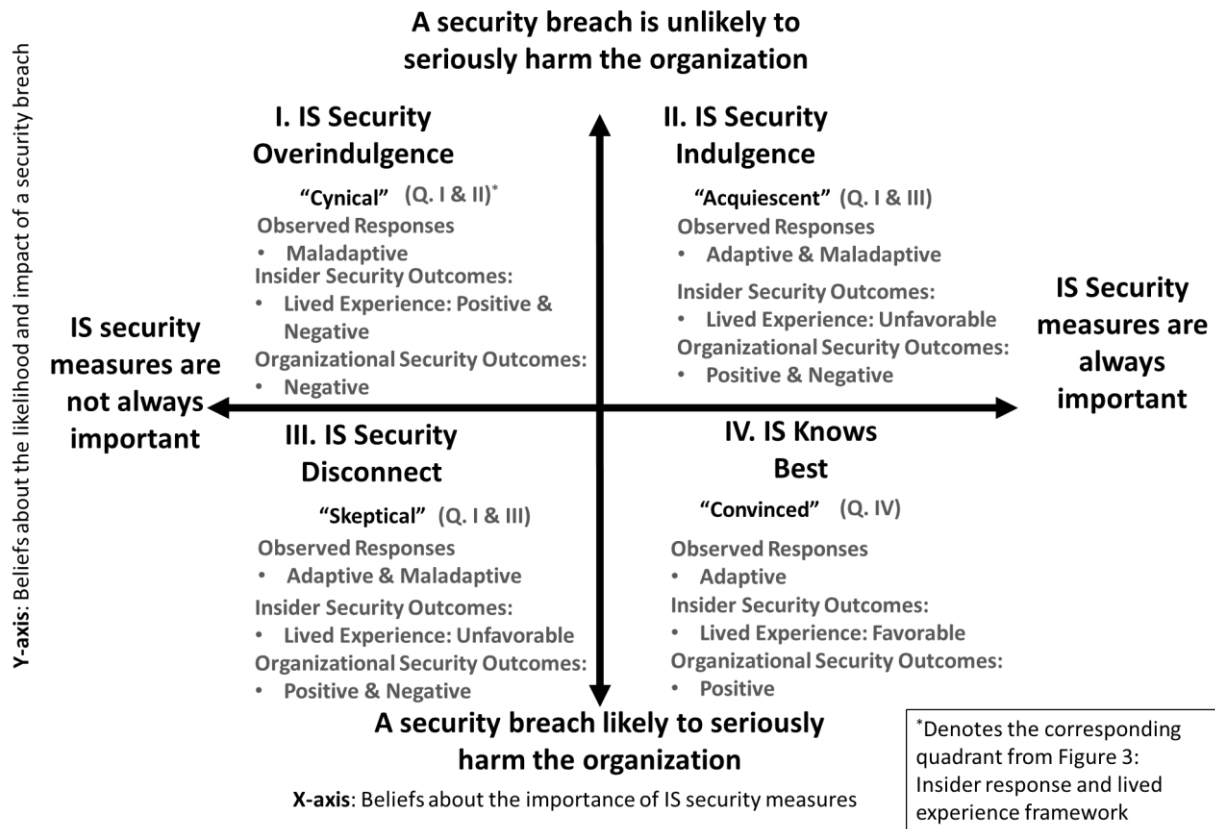 A security breach is unlikely to
seriously harm the organization
Y-axis: Beliefs about the likelihood and impact of a security breach
I. IS Security
Overindulgence
"Cynical" (Q. I & II)*
Observed Responses
• Maladaptive
Insider Security Outcomes:
• Lived Experience: Positive &
Negative
Organizational Security Outcomes:
• Negative
II. IS Security
Indulgence
"Acquiescent" (Q. I & III)
Observed Responses
• Adaptive & Maladaptive
Insider Security Outcomes:
• Lived Experience: Unfavorable
Organizational Security Outcomes:
• Positive & Negative
IS security
measures are
not always
important
IS Security
measures are
always
important
III. IS Security
Disconnect
"Skeptical" (Q. I & III)
Observed Responses
• Adaptive & Maladaptive
Insider Security Outcomes:
• Lived Experience: Unfavorable
Organizational Security Outcomes:
• Positive & Negative
IV. IS Knows
Best
"Convinced" (Q. IV)
Observed Responses
• Adaptive
Insider Security Outcomes:
• Lived Experience: Favorable
Organizational Security Outcomes:
• Positive
A security breach likely to seriously
harm the organization
X-axis: Beliefs about the importance of IS security measures
*Denotes the corresponding
quadrant from Figure 3:
Insider response and lived
experience framework